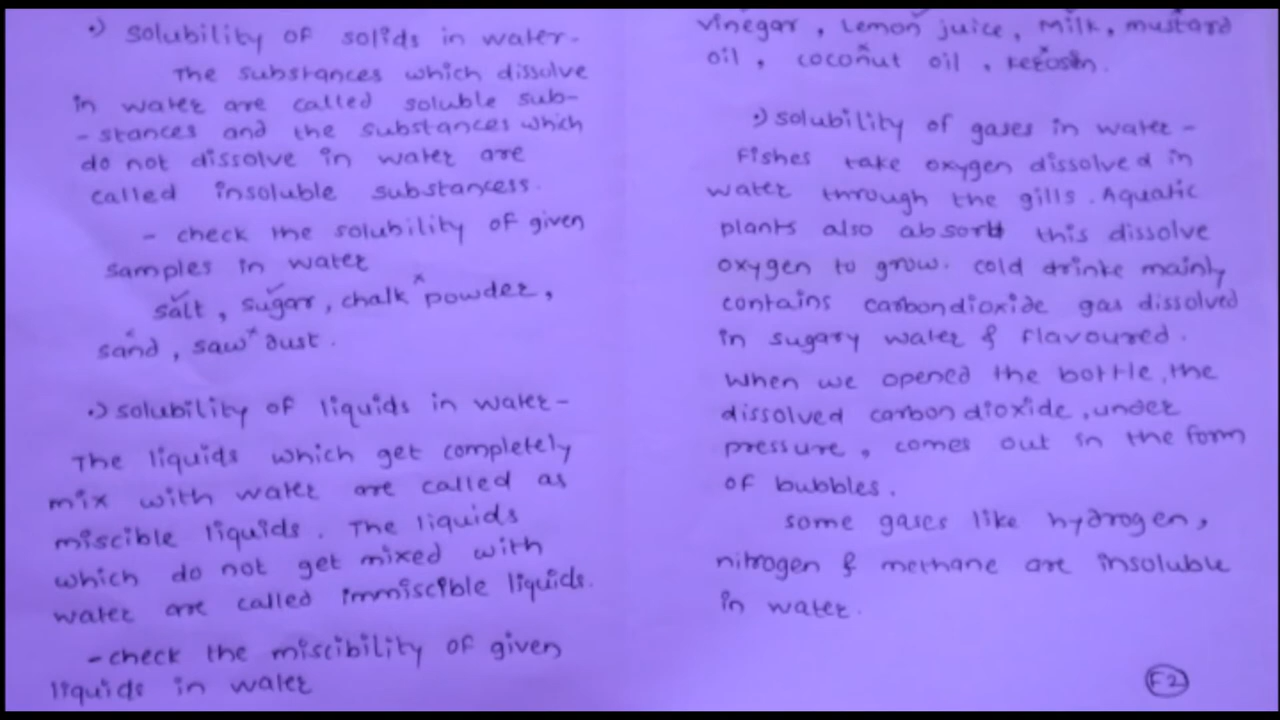 •) solubility of solids in water-
The substances which dissolve
in water are called soluble sub-
-stances and the substances which
do not dissolve in water are
called insoluble substancess.
- check the solubility of given
samples in water
salt, sugar, chalk powder,
sand, saw dust.
•) solubility of liquids in water-
The liquids which get completely
mix with water are called as
miscible liquids. The liquids
which do not get mixed with
water are called immiscible liquids.
-check the miscibility of given
liquids in water
vinegar, Lemon juice, Milk, mustard
oil, coconut oil, kerosin.
•) solubility of gases in water-
Fishes take oxygen dissolved in
water through the gills. Aquatic
plants also absorb this dissolve
oxygen to grow. cold drinke mainly
contains carbondioxide gas dissolved
in sugary water & flavoured.
When we opened the bottle, the
dissolved carbon dioxide, under
pressure, comes out in the form
of bubbles.
some gases like hydrogen,
nitrogen & methane are insoluble
in water.
F2